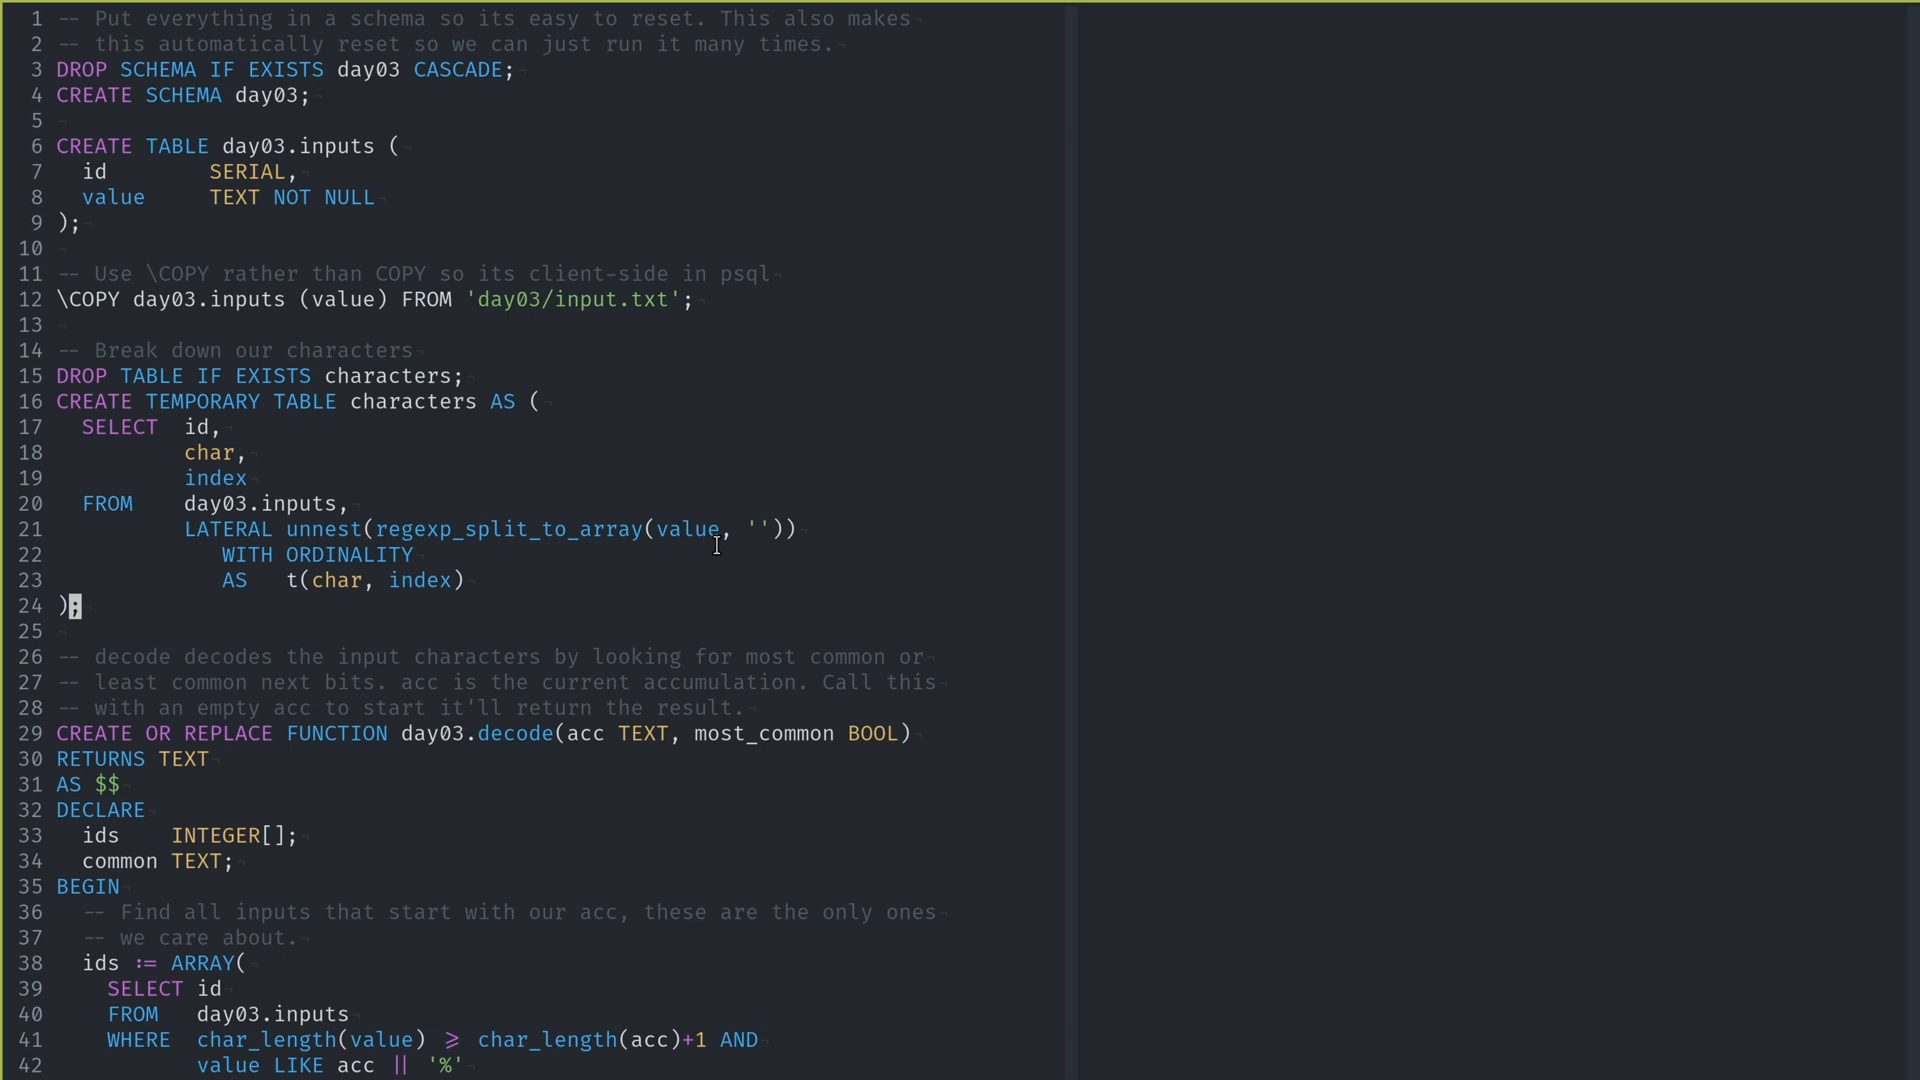 1 -- Put everything in a schema so its easy to reset. This also makes
2 -- this automatically reset so we can just run it many times.
3 DROP SCHEMA IF EXISTS day03 CASCADE;
4 CREATE SCHEMA day03;
5
6 CREATE TABLE day03.inputs (
7   id        SERIAL,
8   value     TEXT NOT NULL
9 );
10
11 -- Use \COPY rather than COPY so its client-side in psql
12 \COPY day03.inputs (value) FROM 'day03/input.txt';
13
14 -- Break down our characters
15 DROP TABLE IF EXISTS characters;
16 CREATE TEMPORARY TABLE characters AS (
17   SELECT  id,
18           char,
19           index
20   FROM    day03.inputs,
21           LATERAL unnest(regexp_split_to_array(value, ''))
22              WITH ORDINALITY
23              AS   t(char, index)
24 );
25
26 -- decode decodes the input characters by looking for most common or
27 -- least common next bits. acc is the current accumulation. Call this
28 -- with an empty acc to start it'll return the result.
29 CREATE OR REPLACE FUNCTION day03.decode(acc TEXT, most_common BOOL)
30 RETURNS TEXT
31 AS $$
32 DECLARE
33   ids    INTEGER[];
34   common TEXT;
35 BEGIN
36   -- Find all inputs that start with our acc, these are the only ones
37   -- we care about.
38   ids := ARRAY(
39     SELECT id
40     FROM   day03.inputs
41     WHERE  char_length(value) >= char_length(acc)+1 AND
42            value LIKE acc || '%'